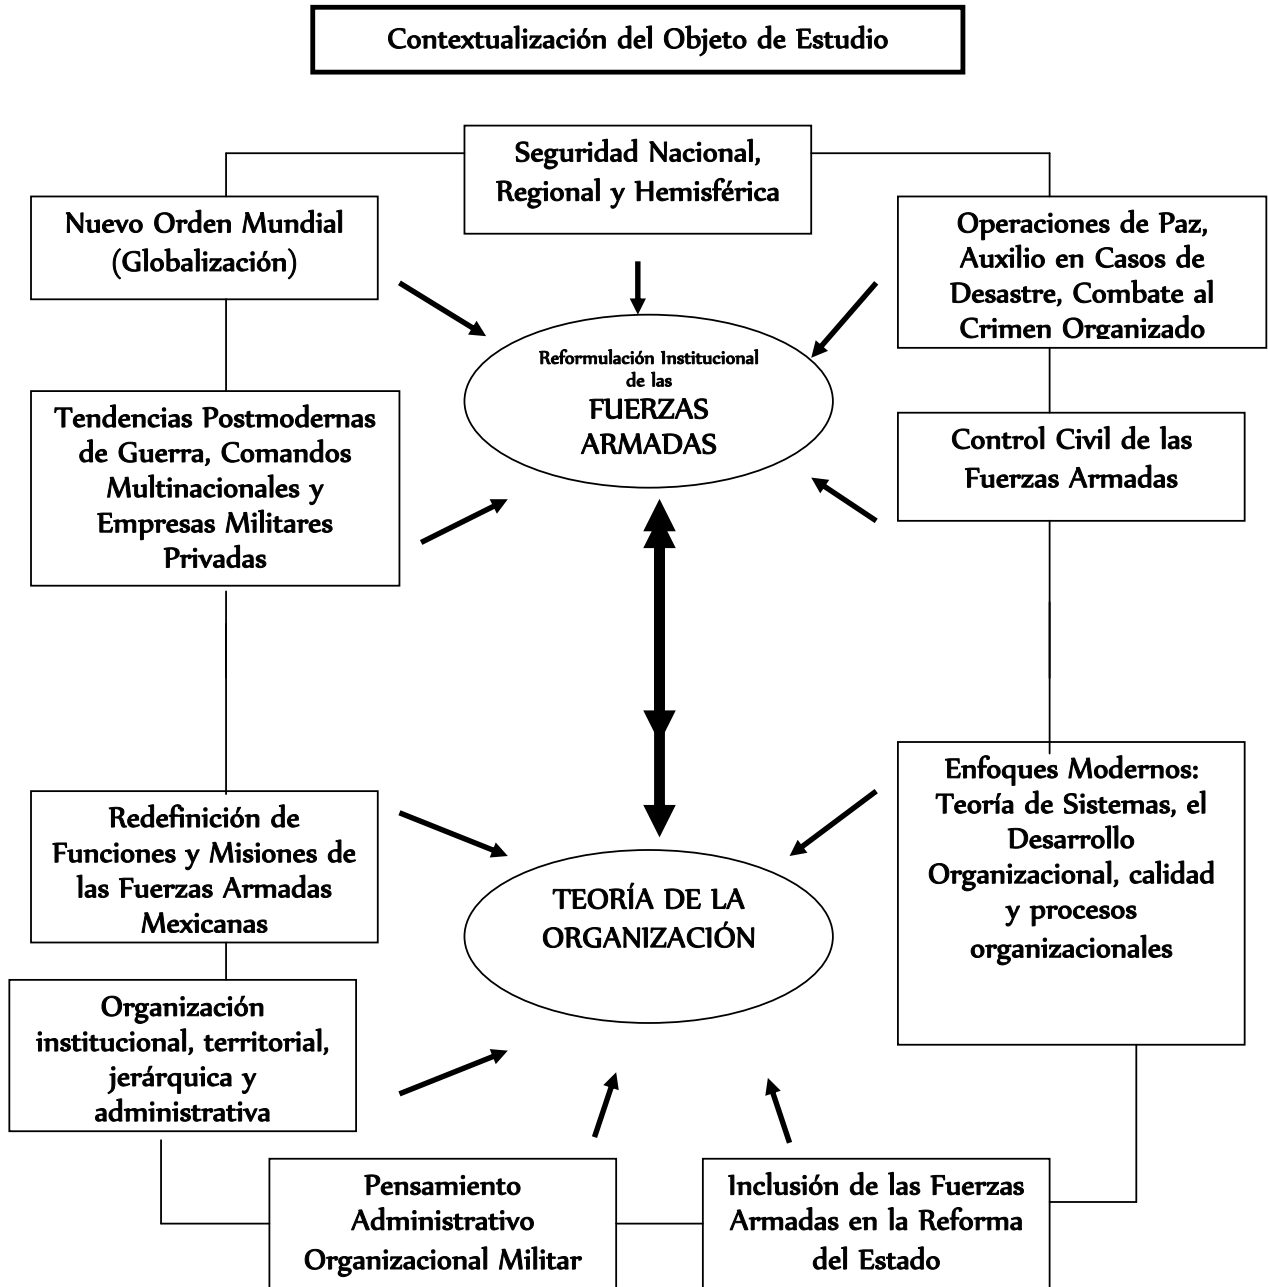 Contextualización del Objeto de Estudio
Seguridad Nacional,
Regional y Hemisférica
Nuevo Orden Mundial
(Globalización)
Operaciones de Paz,
Auxilio en Casos de
Desastre, Combate al
Crimen Organizado
Reformulación Institucional
de las
FUERZAS
ARMADAS
Tendencias Postmodernas
de Guerra, Comandos
Multinacionales y
Empresas Militares
Privadas
Control Civil de las
Fuerzas Armadas
Redefinición de
Funciones y Misiones de
las Fuerzas Armadas
Mexicanas
Enfoques Modernos:
Teoría de Sistemas, el
Desarrollo
Organizacional, calidad
y procesos
organizacionales
TEORÍA DE LA
ORGANIZACIÓN
Organización
institucional, territorial,
jerárquica y
administrativa
Pensamiento
Administrativo
Organizacional Militar
Inclusión de las Fuerzas
Armadas en la Reforma
del Estado